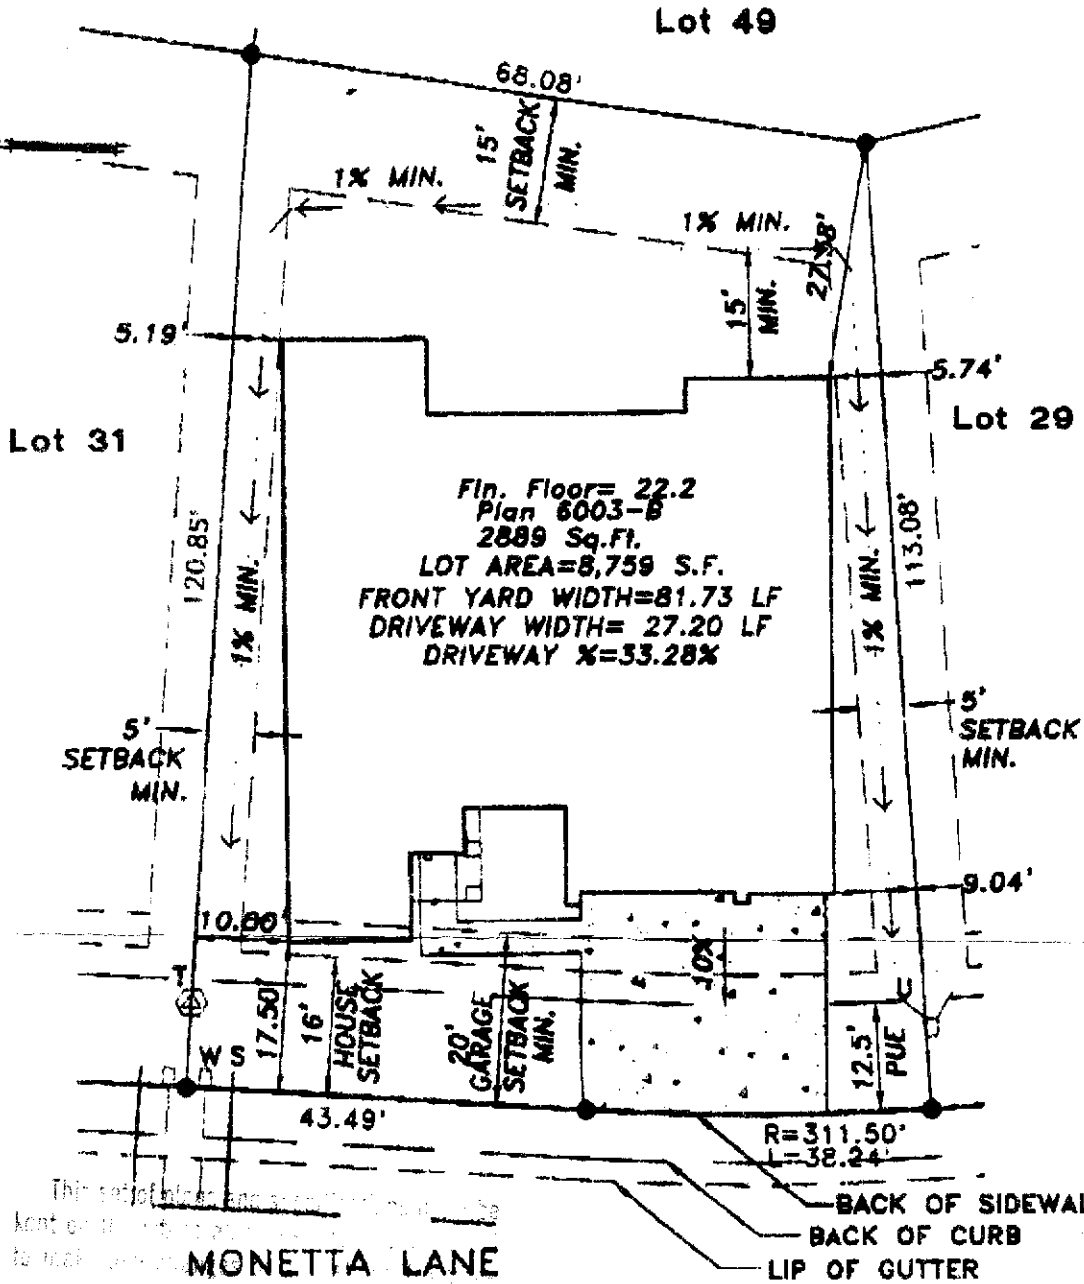 Lot 49
68.08'
15'
SETBACK
MIN.
1% MIN.
1% MIN.
27.58'
15'
MIN.
5.19'
5.74'
Lot 31
Lot 29
Fin. Floor= 22.2
Plan 6003-B
2889 Sq.Ft.
LOT AREA=8,759 S.F.
FRONT YARD WIDTH=81.73 LF
DRIVEWAY WIDTH= 27.20 LF
DRIVEWAY %=33.28%
120.85'
1% MIN.
113.08'
1% MIN.
5'
SETBACK
MIN.
5'
SETBACK
MIN.
9.04'
T
W S
17.50'
16'
HOUSE
SETBACK
20'
GARAGE
SETBACK
MIN.
10%
12.5'
PUE
43.49'
R=311.50'
L=38.24'
BACK OF SIDEWAL
BACK OF CURB
LIP OF GUTTER
MONETTA LANE